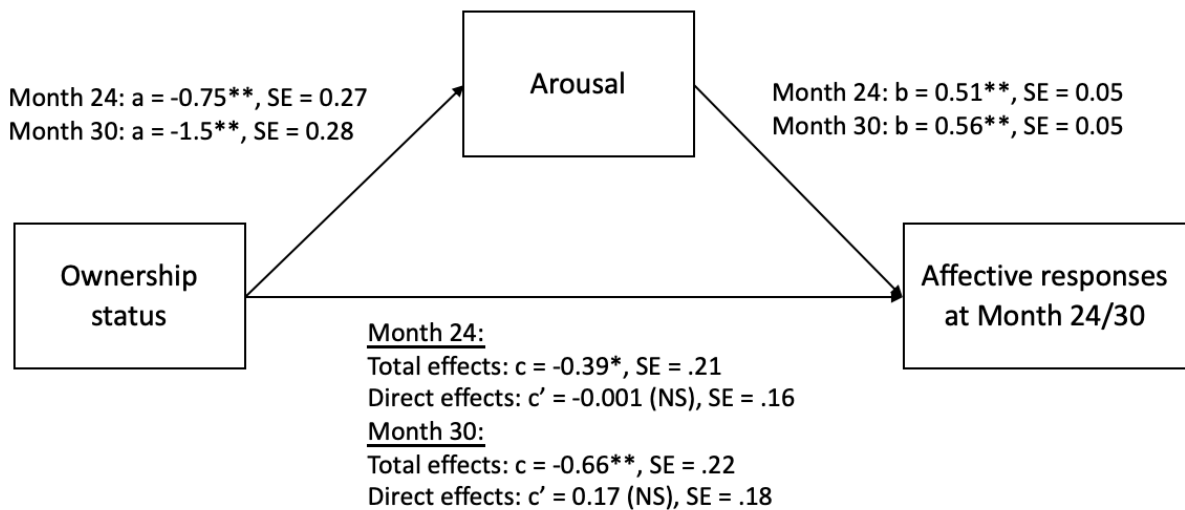 Arousal
Month 24: a = -0.75**, SE = 0.27
Month 30: a = -1.5**, SE = 0.28
Month 24: b = 0.51**, SE = 0.05
Month 30: b = 0.56**, SE = 0.05
Ownership
status
Affective responses
at Month 24/30
Month 24:
Total effects: c = -0.39*, SE = .21
Direct effects: c’ = -0.001 (NS), SE = .16
Month 30:
Total effects: c = -0.66**, SE = .22
Direct effects: c’ = 0.17 (NS), SE = .18